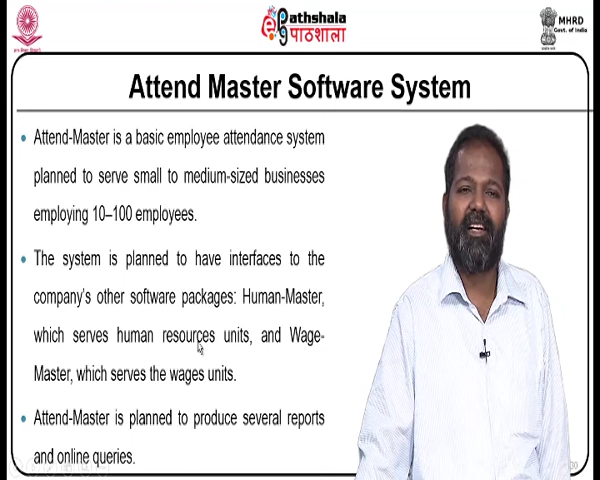 Pathshala
पाठशाला
MHRD
Govt. of India
Attend Master Software System
• Attend-Master is a basic employee attendance system
planned to serve small to medium-sized businesses
employing 10–100 employees.
• The system is planned to have interfaces to the
company's other software packages: Human-Master,
which serves human resources units, and Wage-
Master, which serves the wages units.
• Attend-Master is planned to produce several reports
and online queries.